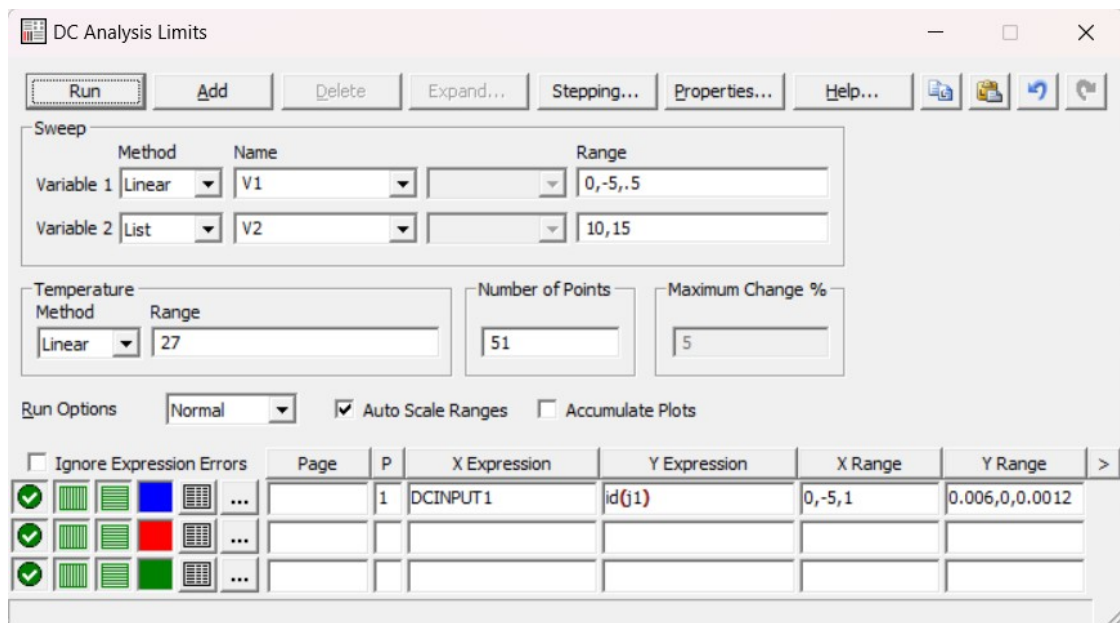 DC Analysis Limits
Run Add Delete Expand... Stepping... Properties... Help...
Sweep
Method Name Range
Variable 1 Linear V1 0,-5,.5
Variable 2 List V2 10,15
Temperature Number of Points Maximum Change %
Method Range
Linear 27 51 5
Run Options Normal Auto Scale Ranges Accumulate Plots
Ignore Expression Errors Page P X Expression Y Expression X Range Y Range >
... 1 DCINPUT1 id(j1) 0,-5,1 0.006,0,0.0012
...
...